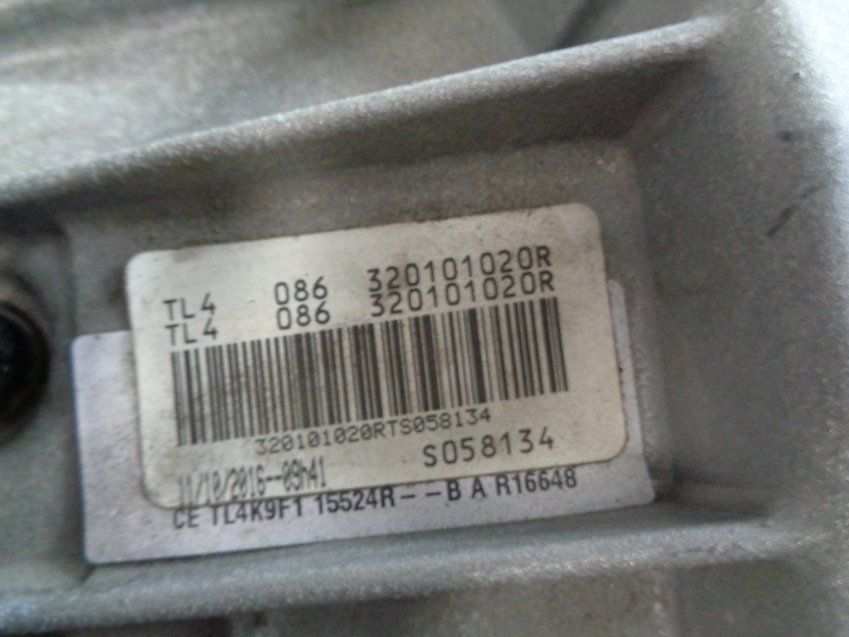 TL4 086 320101020R
TL4 086 320101020R
320101020RTS058134
S058134
11/10/2016--09h41
CE TL4K9F1 15524R--B A R16648